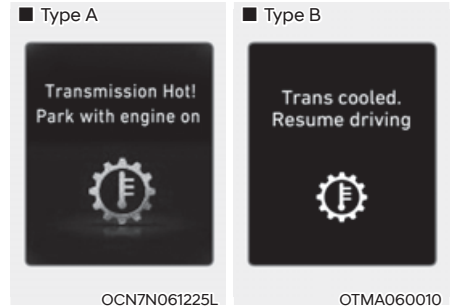 ■ Type A
Transmission Hot!
Park with engine on
OCN7N061225L
■ Type B
Trans cooled.
Resume driving
OTMA060010